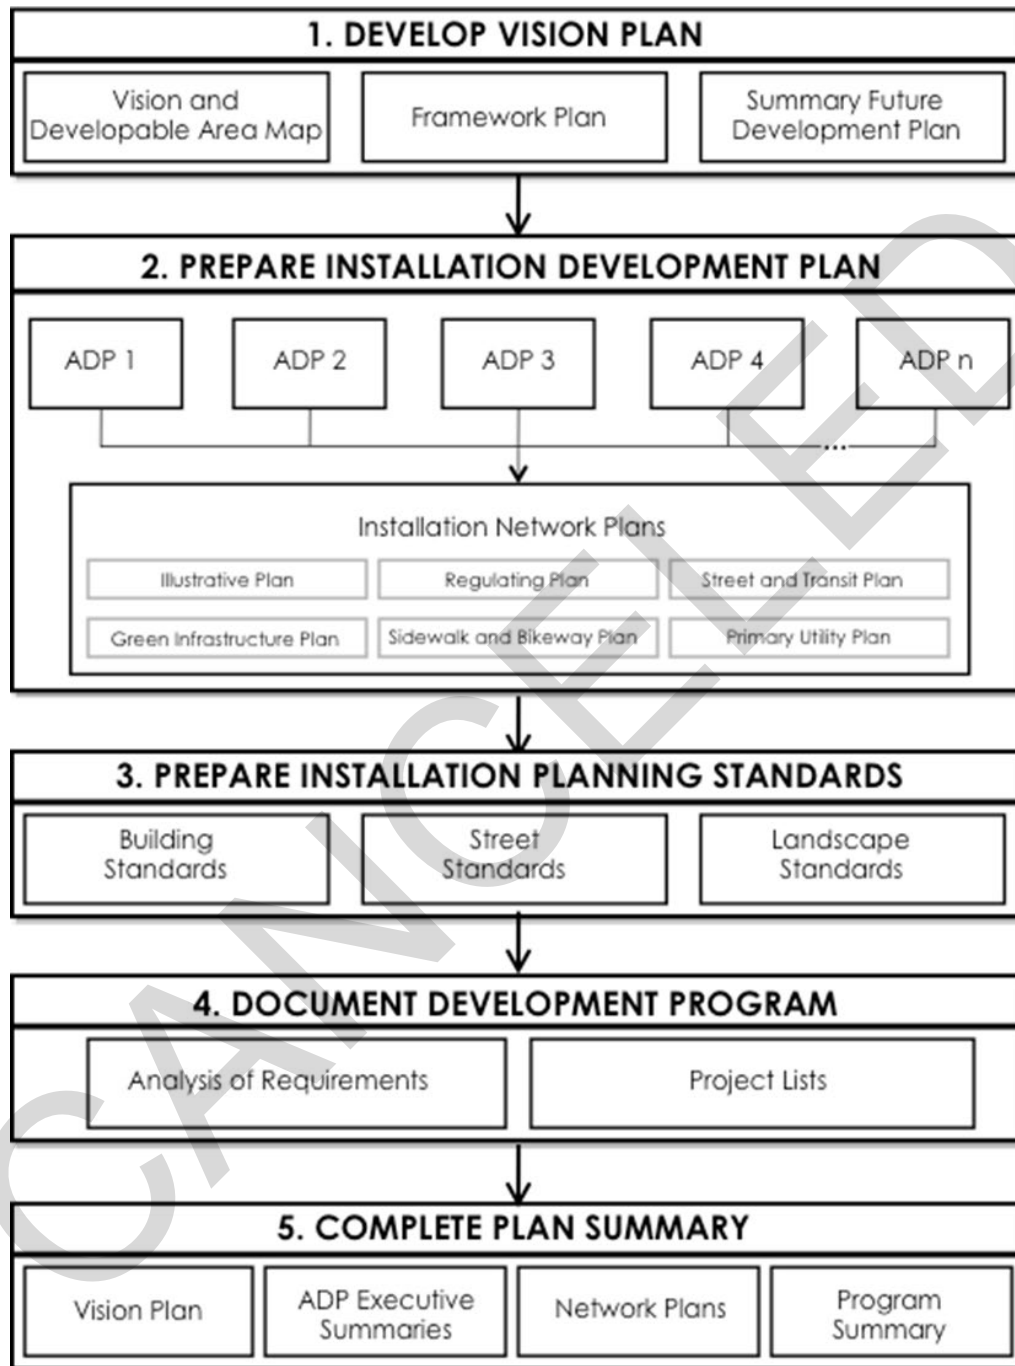 1. DEVELOP VISION PLAN
Vision and
Developable Area Map
Framework Plan
Summary Future
Development Plan
2. PREPARE INSTALLATION DEVELOPMENT PLAN
ADP 1
ADP 2
ADP 3
ADP 4
ADP n
...
Installation Network Plans
Illustrative Plan
Regulating Plan
Street and Transit Plan
Green Infrastructure Plan
Sidewalk and Bikeway Plan
Primary Utility Plan
3. PREPARE INSTALLATION PLANNING STANDARDS
Building
Standards
Street
Standards
Landscape
Standards
4. DOCUMENT DEVELOPMENT PROGRAM
Analysis of Requirements
Project Lists
5. COMPLETE PLAN SUMMARY
Vision Plan
ADP Executive
Summaries
Network Plans
Program
Summary
CANCELED